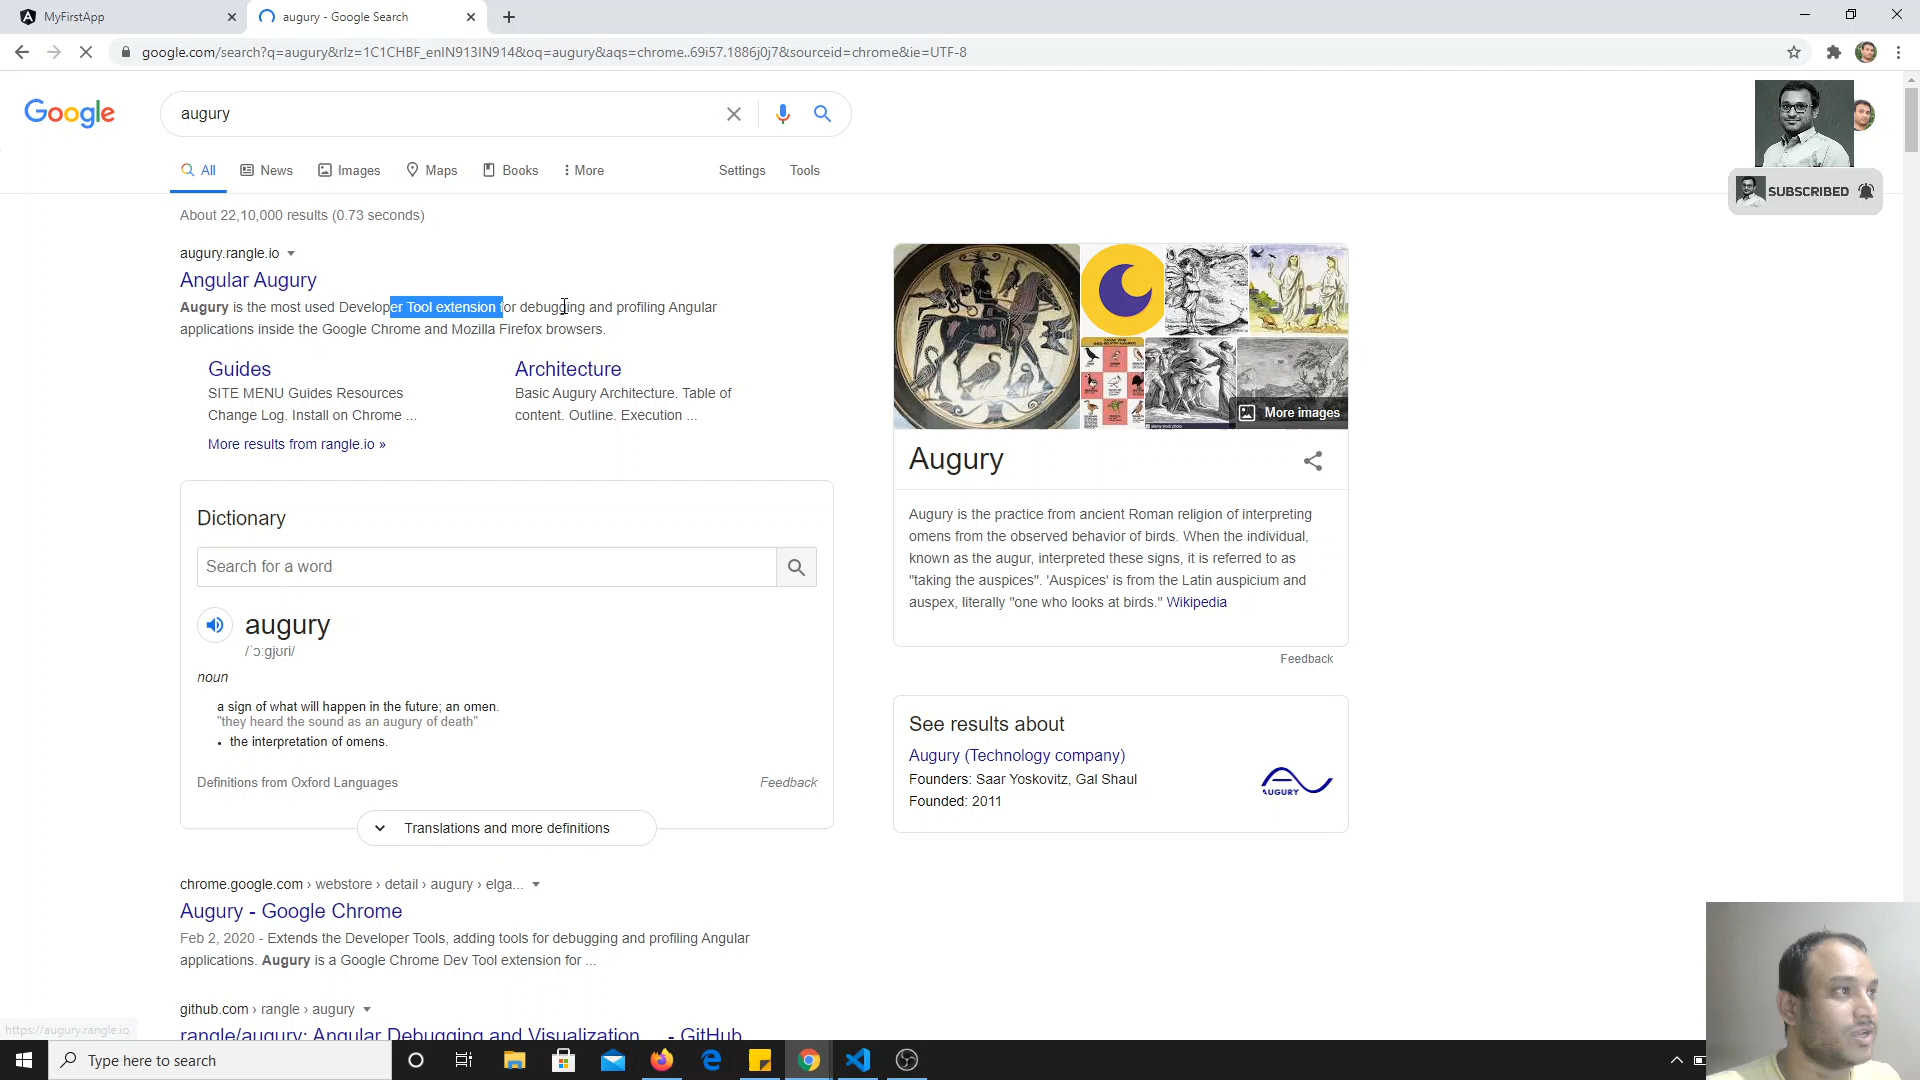 MyFirstApp
augury - Google Search
google.com/search?q=augury&rlz=1C1CHBF_enIN913IN914&oq=augury&aqs=chrome..69i57.1886j0j7&sourceid=chrome&ie=UTF-8
Google
augury
All
News
Images
Maps
Books
More
Settings
Tools
SUBSCRIBED
About 22,10,000 results (0.73 seconds)
augury.rangle.io
Angular Augury
Augury is the most used Developer Tool extension for debugging and profiling Angular
applications inside the Google Chrome and Mozilla Firefox browsers.
Guides
SITE MENU Guides Resources
Change Log. Install on Chrome ...
Architecture
Basic Augury Architecture. Table of
content. Outline. Execution ...
More results from rangle.io »
Dictionary
Search for a word
augury
/ˈɔːɡjʊri/
noun
a sign of what will happen in the future; an omen.
"they heard the sound as an augury of death"
• the interpretation of omens.
Definitions from Oxford Languages
Feedback
Translations and more definitions
chrome.google.com › webstore › detail › augury › elga...
Augury - Google Chrome
Feb 2, 2020 - Extends the Developer Tools, adding tools for debugging and profiling Angular
applications. Augury is a Google Chrome Dev Tool extension for ...
github.com › rangle › augury
rangle/augury: Angular Debugging and Visualization ... - GitHub
More images
Augury
Augury is the practice from ancient Roman religion of interpreting
omens from the observed behavior of birds. When the individual,
known as the augur, interpreted these signs, it is referred to as
"taking the auspices". 'Auspices' is from the Latin auspicium and
auspex, literally "one who looks at birds." Wikipedia
Feedback
See results about
Augury (Technology company)
Founders: Saar Yoskovitz, Gal Shaul
Founded: 2011
AUGURY
https://augury.rangle.io
Type here to search